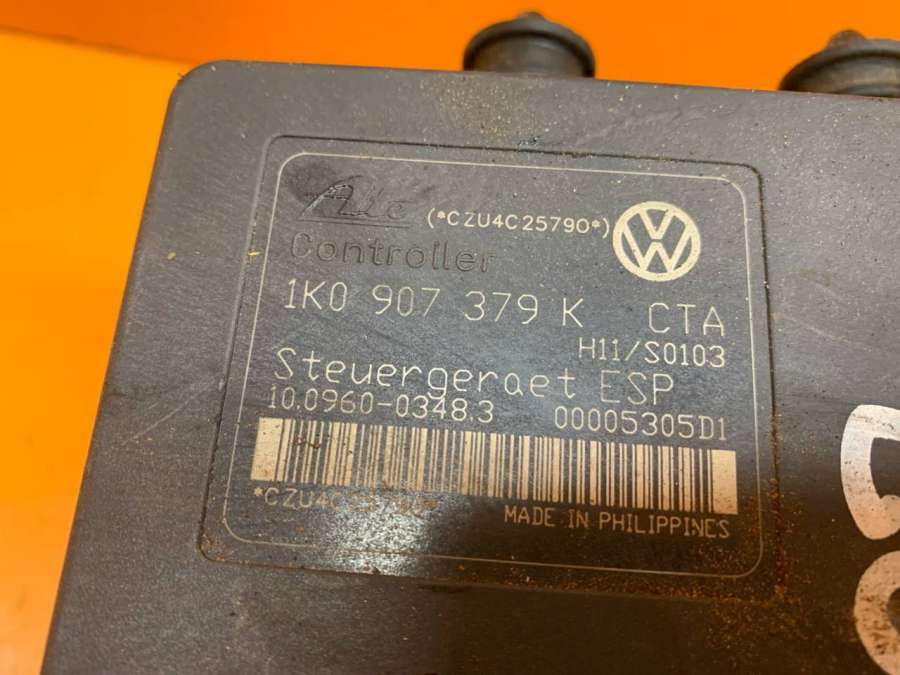 Ate (*CZU4C25790*)
Controller
1K0 907 379 K CTA
H11/S0103
Steuergeraet ESP
10.0960-0348.3 00005305D1
MADE IN PHILIPPINES